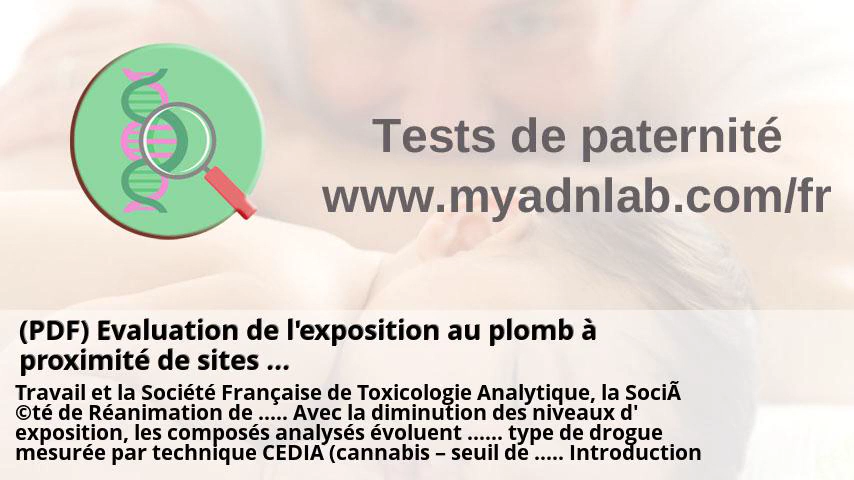 Tests de paternité
www.myadnlab.com/fr
(PDF) Evaluation de l'exposition au plomb à
proximité de sites ...
Travail et la Société Française de Toxicologie Analytique, la SociÃ
©té de Réanimation de ..... Avec la diminution des niveaux d'
exposition, les composés analysés évoluent ...... type de drogue
mesurée par technique CEDIA (cannabis – seuil de ..... Introduction